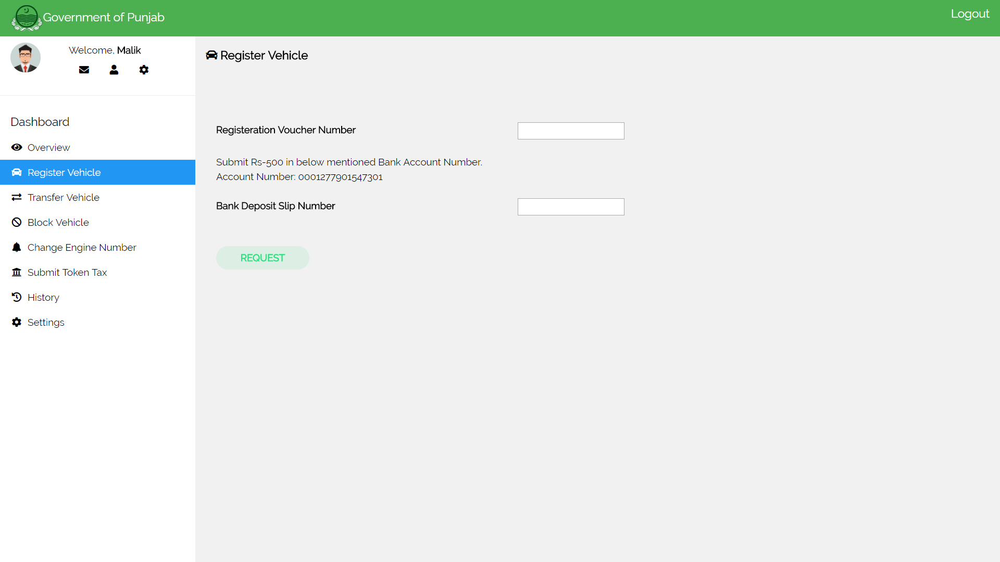 Government of Punjab
Logout
Welcome, Malik
Dashboard
Overview
Register Vehicle
Transfer Vehicle
Block Vehicle
Change Engine Number
Submit Token Tax
History
Settings
Register Vehicle
Registeration Voucher Number
Submit Rs-500 in below mentioned Bank Account Number.
Account Number: 0001277901547301
Bank Deposit Slip Number
REQUEST